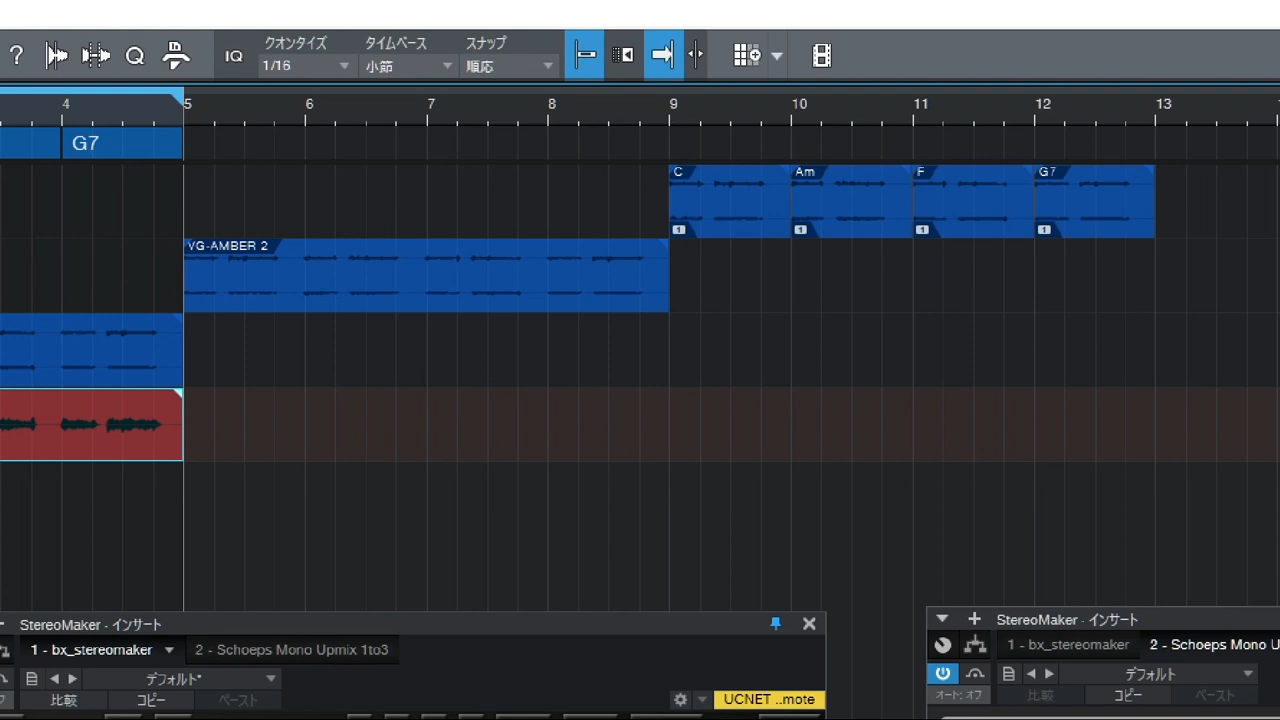 ? Q IQ クオンタイズ タイムベース スナップ
1/16 小節 順応
4 5 6 7 8 9 10 11 12 13
G7
C Am F G7
1 1 1 1
VG-AMBER 2
StereoMaker - インサート
1 - bx_stereomaker 2 - Schoeps Mono Upmix 1to3
デフォルト*
比較 コピー ペースト UCNET ..mote
StereoMaker - インサート
1 - bx_stereomaker 2 - Schoeps Mono U
デフォルト
オート: オフ 比較 コピー ペースト